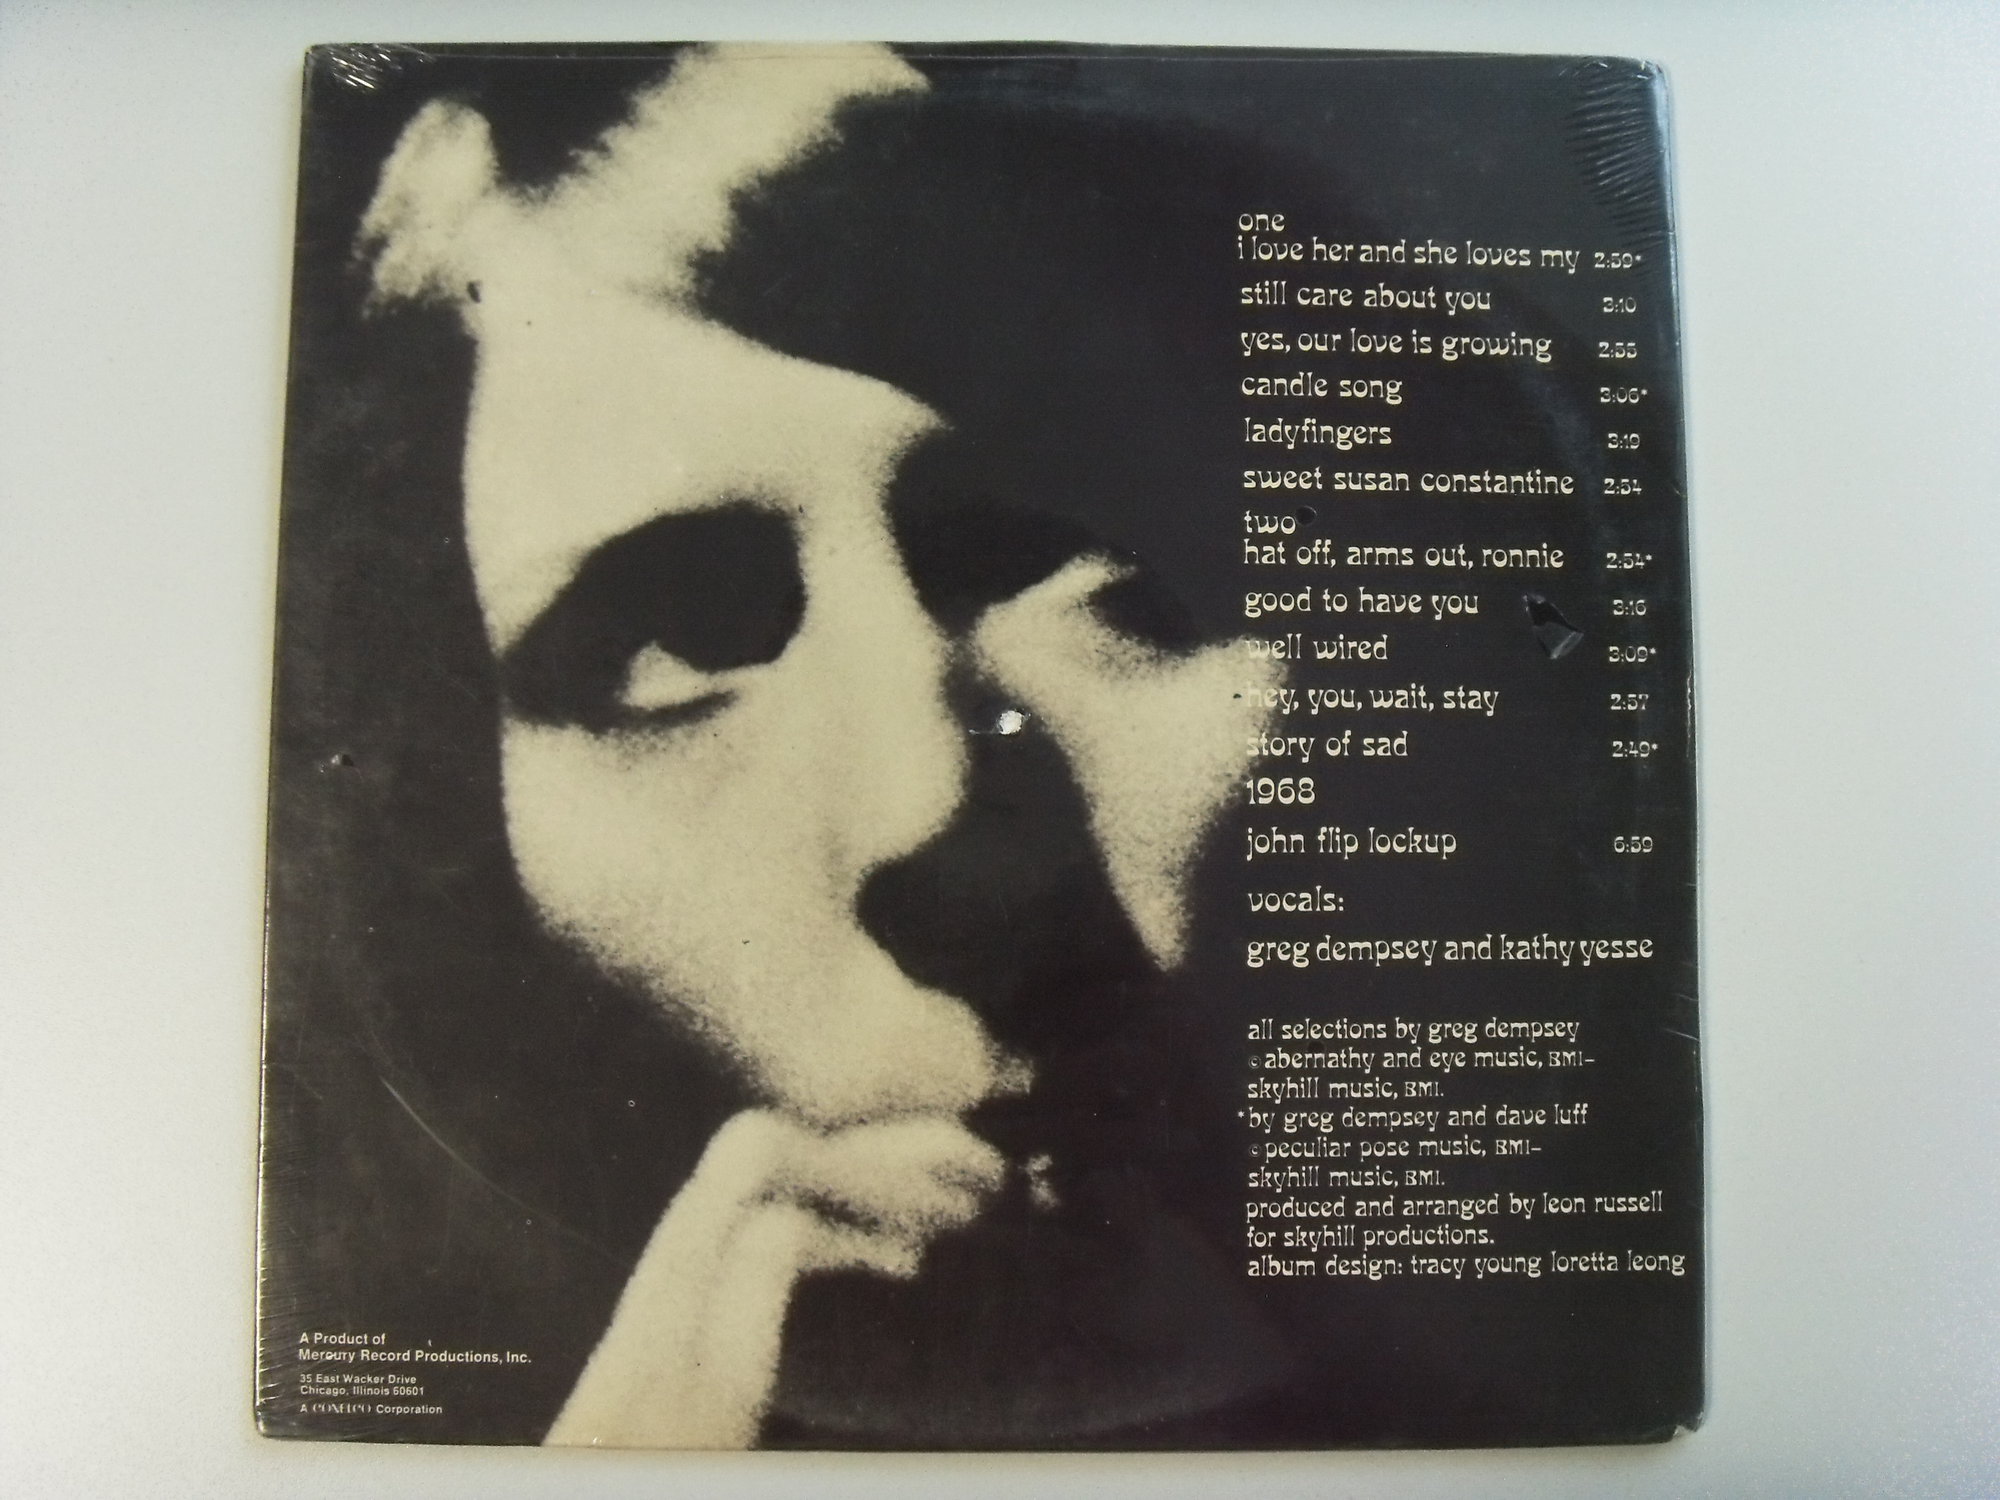 one
i love her and she loves my 2:59*
still care about you 3:10
yes, our love is growing 2:55
candle song 3:06*
ladyfingers 3:19
sweet susan constantine 2:54
two
hat off, arms out, ronnie 2:54*
good to have you 3:16
well wired 3:09*
hey, you, wait, stay 2:57
story of sad 2:49*
1968
john flip lockup 6:59
vocals:
greg dempsey and kathy yesse
all selections by greg dempsey
© abernathy and eye music, BMI-
skyhill music, BMI.
*by greg dempsey and dave luff
© peculiar pose music, BMI-
skyhill music, BMI.
produced and arranged by leon russell
for skyhill productions.
album design: tracy young loretta leong
A Product of
Mercury Record Productions, Inc.
35 East Wacker Drive
Chicago, Illinois 60601
A CONELCO Corporation